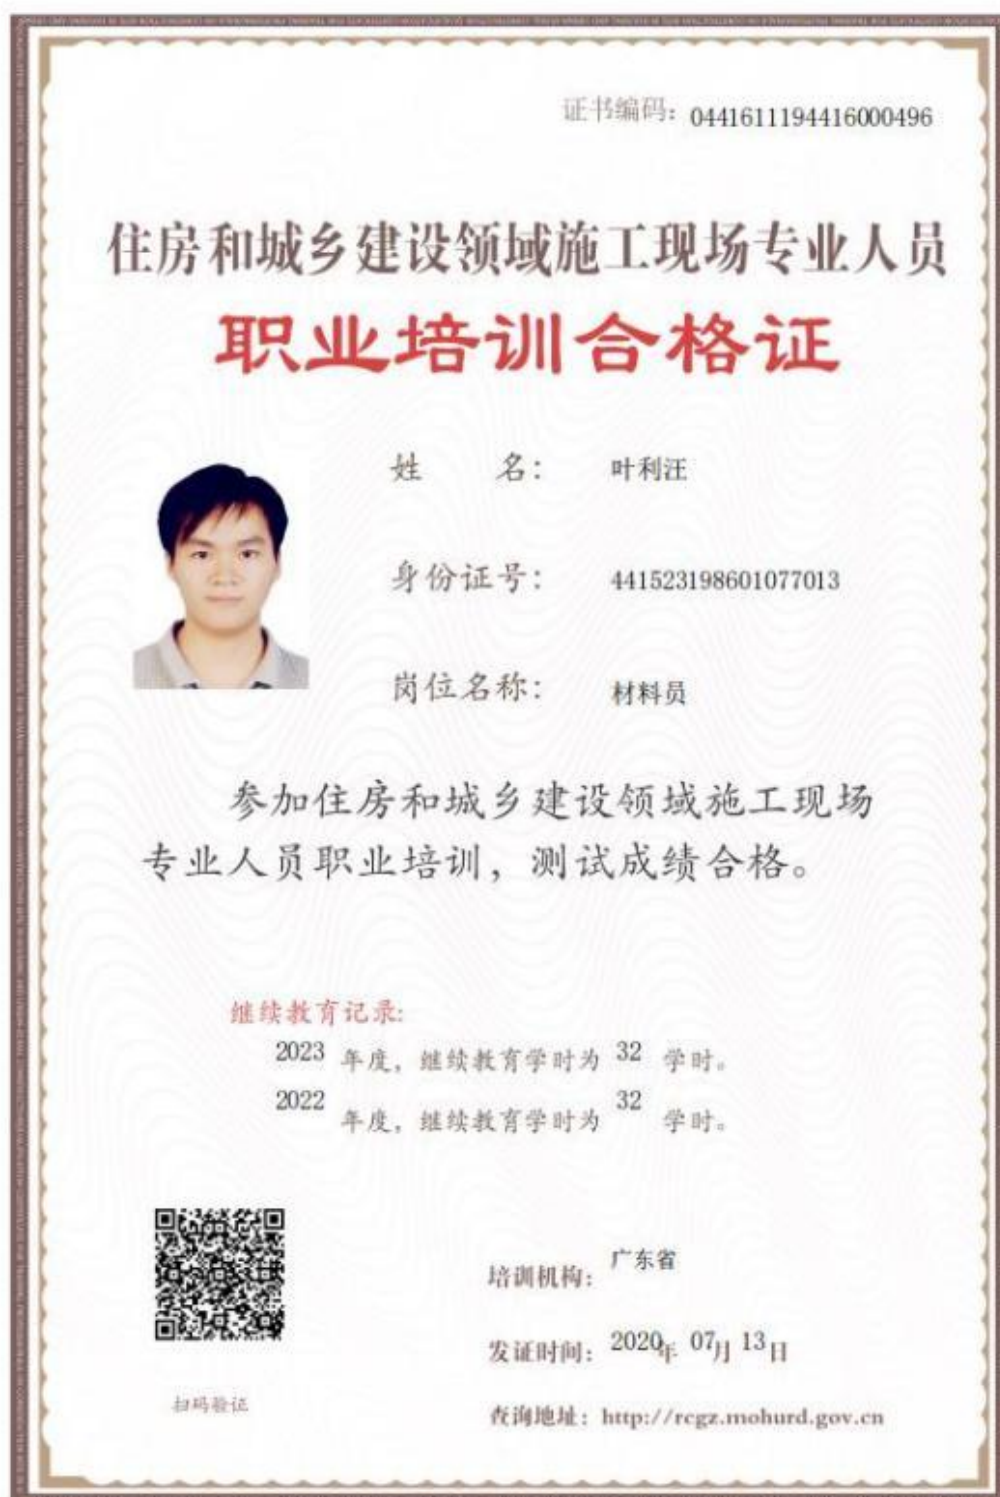 证书编码：0441611194416000496
住房和城乡建设领域施工现场专业人员
职业培训合格证
姓 名： 叶利汪
身份证号： 441523198601077013
岗位名称： 材料员
参加住房和城乡建设领域施工现场
专业人员职业培训，测试成绩合格。
继续教育记录:
2023 年度，继续教育学时为 32 学时。
2022 年度，继续教育学时为 32 学时。
培训机构： 广东省
发证时间： 2020年 07月 13日
扫码验证
查询地址：http://rcgz.mohurd.gov.cn